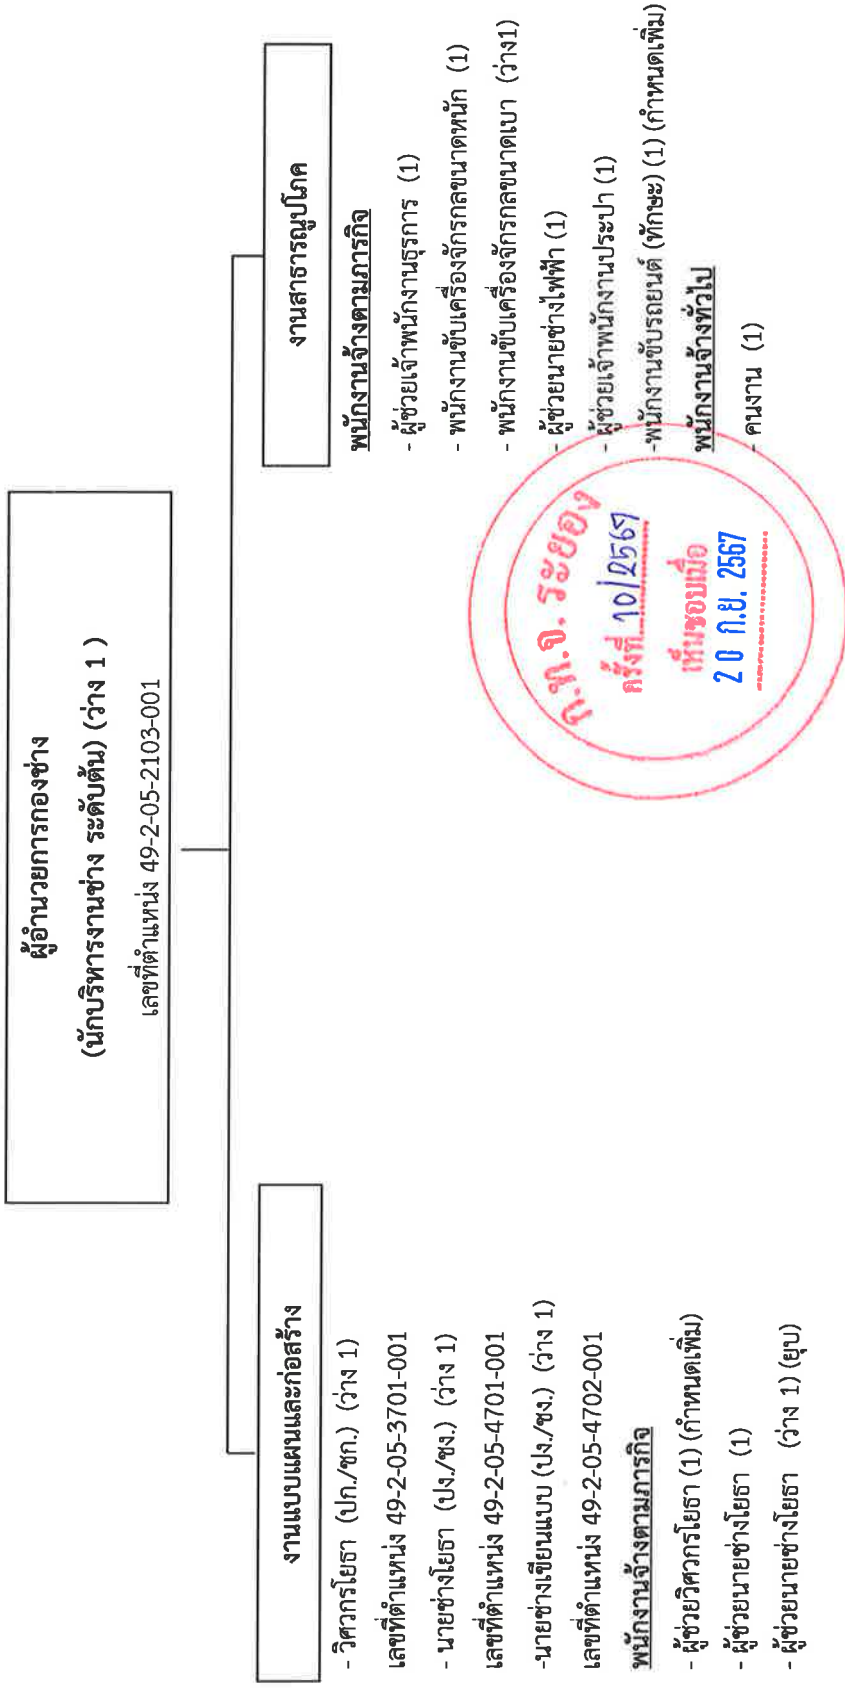 ผู้อำนวยการกองช่าง
(นักบริหารงานช่าง ระดับต้น) (ว่าง 1 )
เลขที่ตำแหน่ง 49-2-05-2103-001
งานแบบแผนและก่อสร้าง
- วิศวกรโยธา (ปก./ชก.) (ว่าง 1)
เลขที่ตำแหน่ง 49-2-05-3701-001
- นายช่างโยธา (ปง./ชง.) (ว่าง 1)
เลขที่ตำแหน่ง 49-2-05-4701-001
-นายช่างเขียนแบบ (ปง./ชง.) (ว่าง 1)
เลขที่ตำแหน่ง 49-2-05-4702-001
พนักงานจ้างตามภารกิจ
- ผู้ช่วยวิศวกรโยธา (1) (กำหนดเพิ่ม)
- ผู้ช่วยนายช่างโยธา (1)
- ผู้ช่วยนายช่างโยธา (ว่าง 1) (ยุบ)
งานสาธารณูปโภค
พนักงานจ้างตามภารกิจ
- ผู้ช่วยเจ้าพนักงานธุรการ (1)
- พนักงานขับเครื่องจักรกลขนาดหนัก (1)
- พนักงานขับเครื่องจักรกลขนาดเบา (ว่าง1)
- ผู้ช่วยนายช่างไฟฟ้า (1)
- ผู้ช่วยเจ้าพนักงานประปา (1)
-พนักงานขับรถยนต์ (ทักษะ) (1) (กำหนดเพิ่ม)
พนักงานจ้างทั่วไป
- คนงาน (1)
ก.ท.จ. ระยอง
ครั้งที่ 10/2567
เห็นชอบเมื่อ
20 ก.ย. 2567